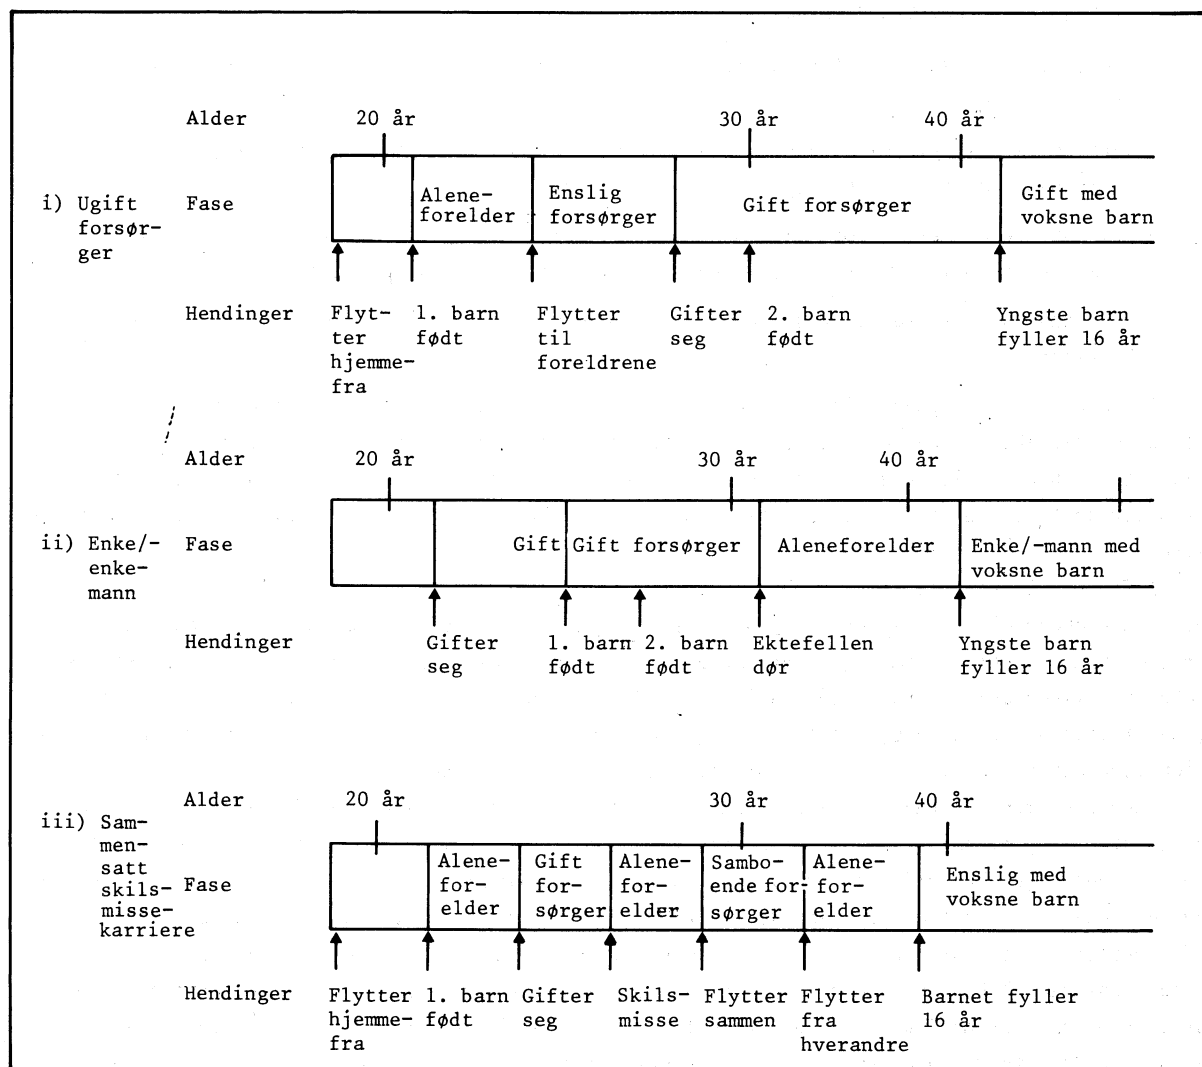 Alder 20 år 30 år 40 år
i) Ugift forsør- ger
Fase
Alene- forelder
Enslig forsørger
Gift forsørger
Gift med voksne barn
Hendinger
Flyt- ter hjemme- fra
1. barn født
Flytter til foreldrene
Gifter seg
2. barn født
Yngste barn fyller 16 år
Alder 20 år 30 år 40 år
ii) Enke/- enke- mann
Fase
Gift
Gift forsørger
Aleneforelder
Enke/-mann med voksne barn
Hendinger
Gifter seg
1. barn født
2. barn født
Ektefellen dør
Yngste barn fyller 16 år
Alder 20 år 30 år 40 år
iii) Sam- men- satt skils- misse- karriere
Fase
Alene- for- elder
Gift for- sørger
Alene- for- elder
Sambo- ende for- sørger
Alene- for- elder
Enslig med voksne barn
Hendinger
Flytter hjemme- fra
1. barn født
Gifter seg
Skils- misse
Flytter sammen
Flytter fra hverandre
Barnet fyller 16 år